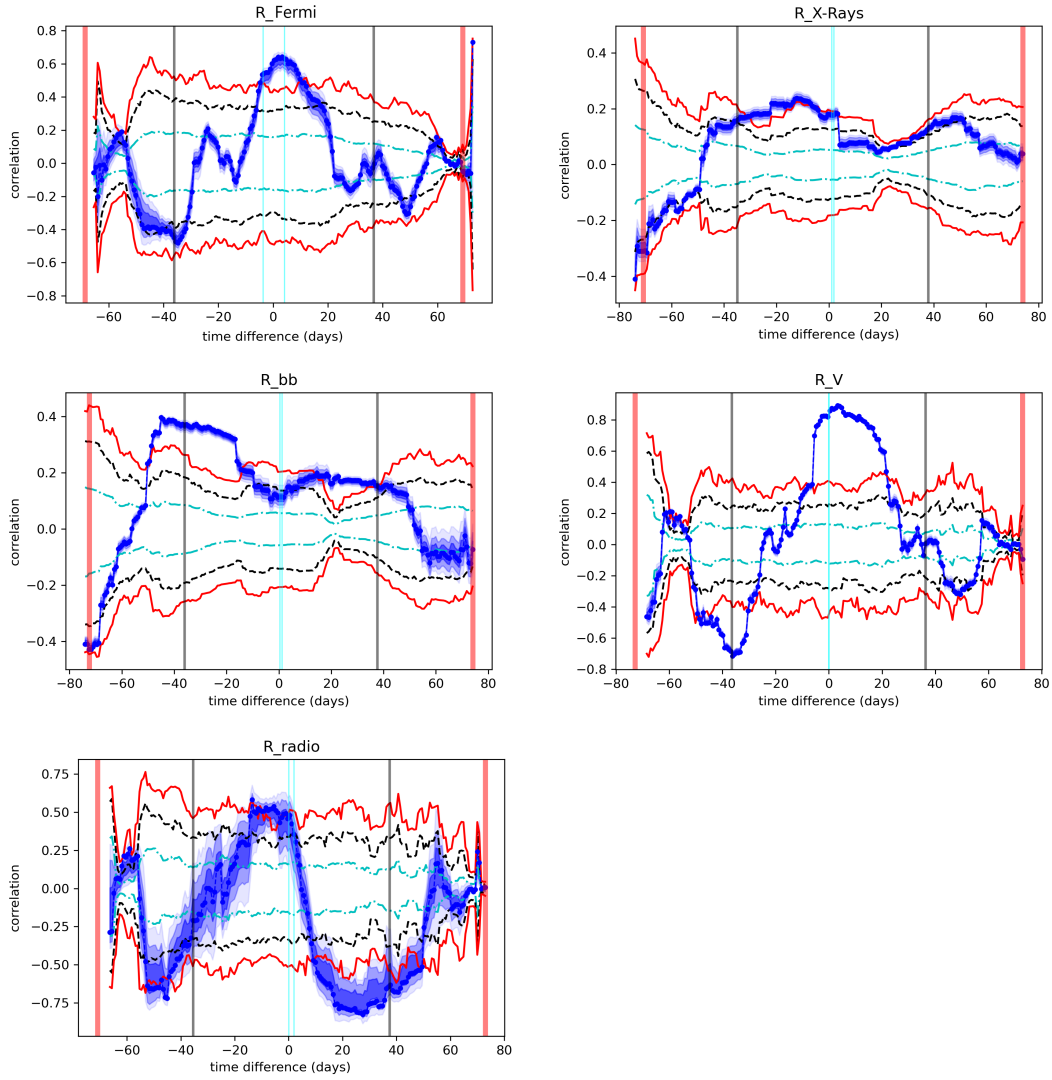 R_Fermi
0.8
0.6
0.4
0.2
0.0
−0.2
−0.4
−0.6
−0.8
correlation
−60 −40 −20 0 20 40 60 80
time difference (days)
R_X-Rays
0.4
0.2
0.0
−0.2
−0.4
correlation
−80 −60 −40 −20 0 20 40 60 80
time difference (days)
R_bb
0.4
0.2
0.0
−0.2
−0.4
correlation
−80 −60 −40 −20 0 20 40 60 80
time difference (days)
R_V
0.8
0.6
0.4
0.2
0.0
−0.2
−0.4
−0.6
−0.8
correlation
−60 −40 −20 0 20 40 60 80
time difference (days)
R_radio
0.75
0.50
0.25
0.00
−0.25
−0.50
−0.75
correlation
−60 −40 −20 0 20 40 60 80
time difference (days)